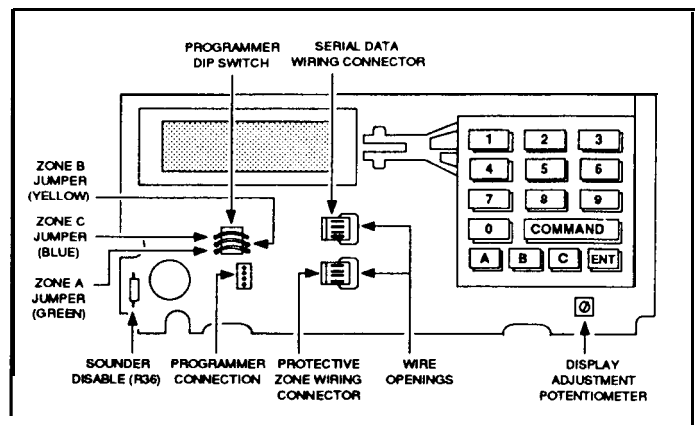 PROGRAMMER
DIP SWITCH
SERIAL DATA
WIRING CONNECTOR
ZONE B
JUMPER
(YELLOW)
ZONE C
JUMPER
(BLUE)
ZONE A
JUMPER
(GREEN)
1 2 3
4 5 6
7 8 9
0 COMMAND
A B C ENT
SOUNDER
DISABLE (R36)
PROGRAMMER
CONNECTION
PROTECTIVE
ZONE WIRING
CONNECTOR
WIRE
OPENINGS
DISPLAY
ADJUSTMENT
POTENTIOMETER